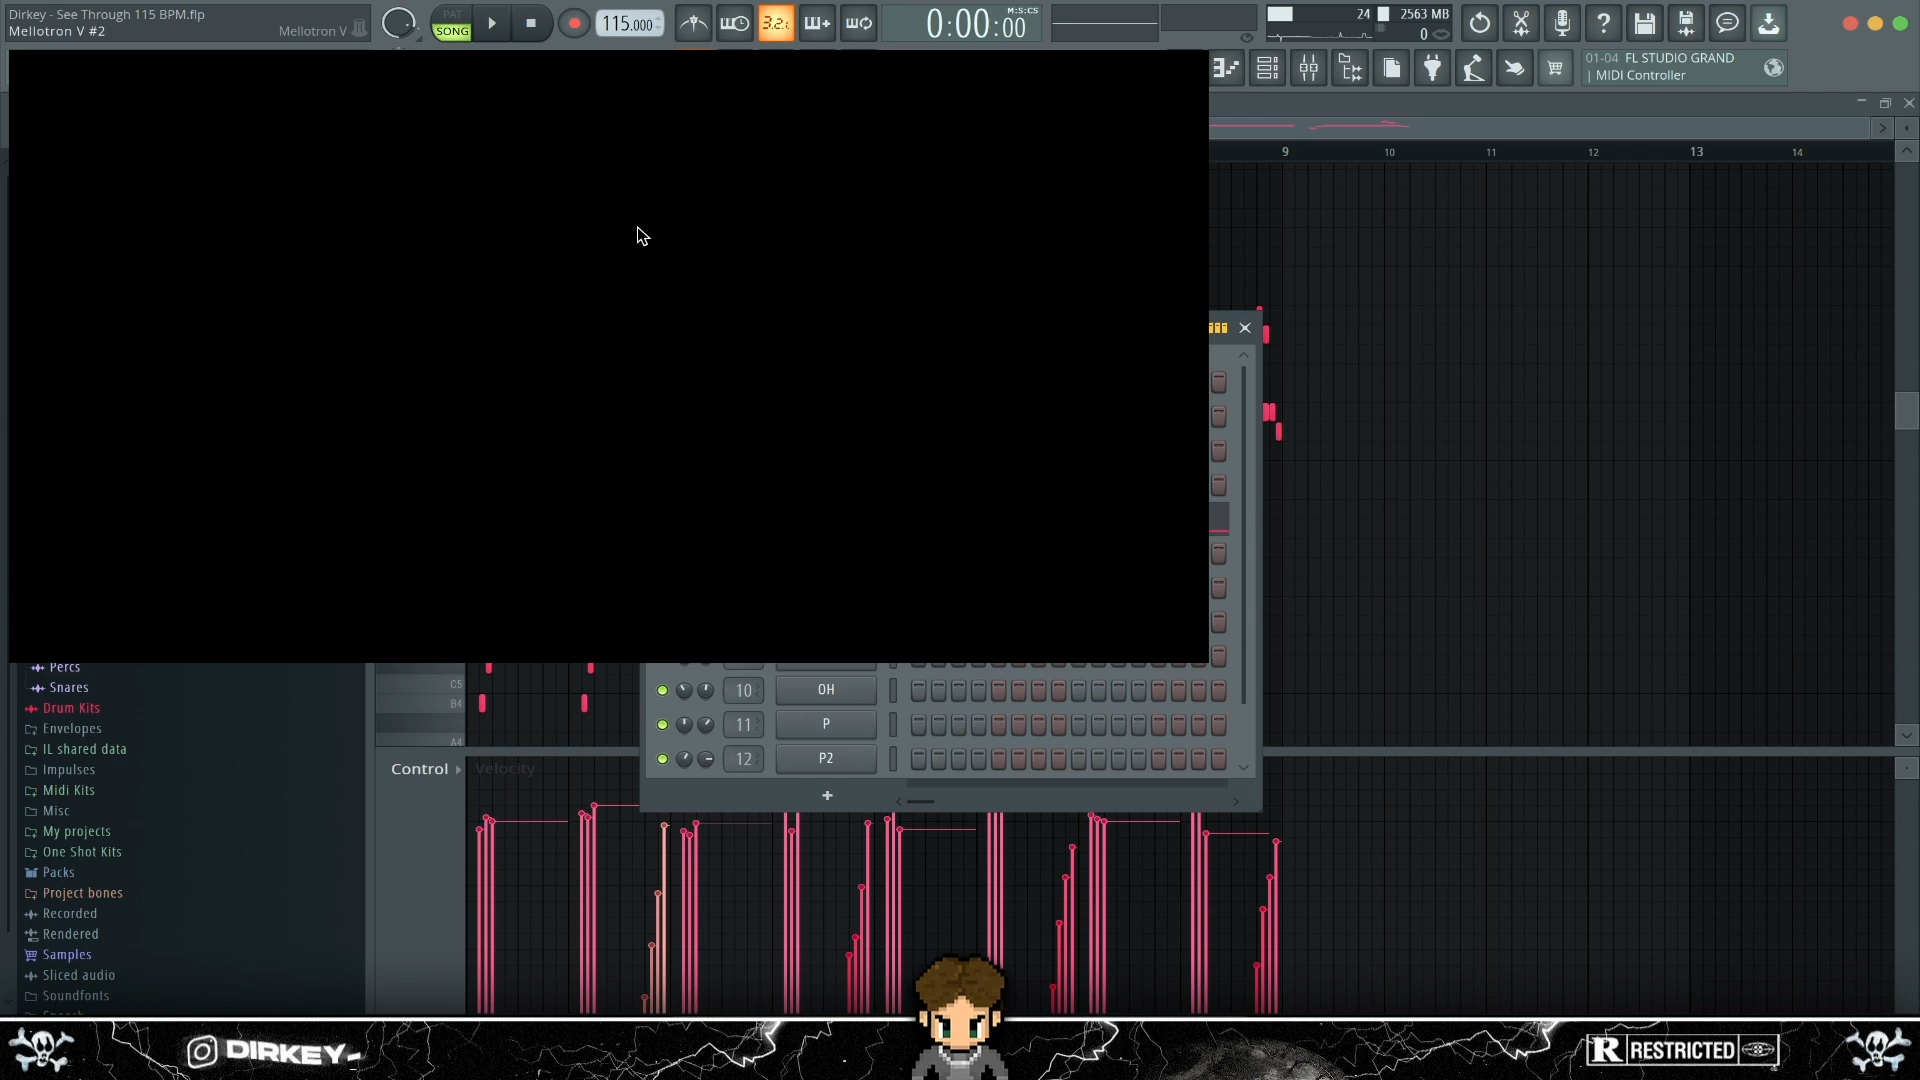 Dirkey - See Through 115 BPM.flp
Mellotron V #2
Mellotron V
PAT
SONG
115.000
3.2.
0:00:00
M:S:CS
24
2563 MB
0
01-04 FL STUDIO GRAND
| MIDI Controller
9 10 11 12 13 14
Percs
Snares
Drum Kits
Envelopes
IL shared data
Impulses
Midi Kits
Misc
My projects
One Shot Kits
Packs
Project bones
Recorded
Rendered
Samples
Sliced audio
Soundfonts
C5
B4
A4
Control
Velocity
10 OH
11 P
12 P2
DIRKEY-
R RESTRICTED